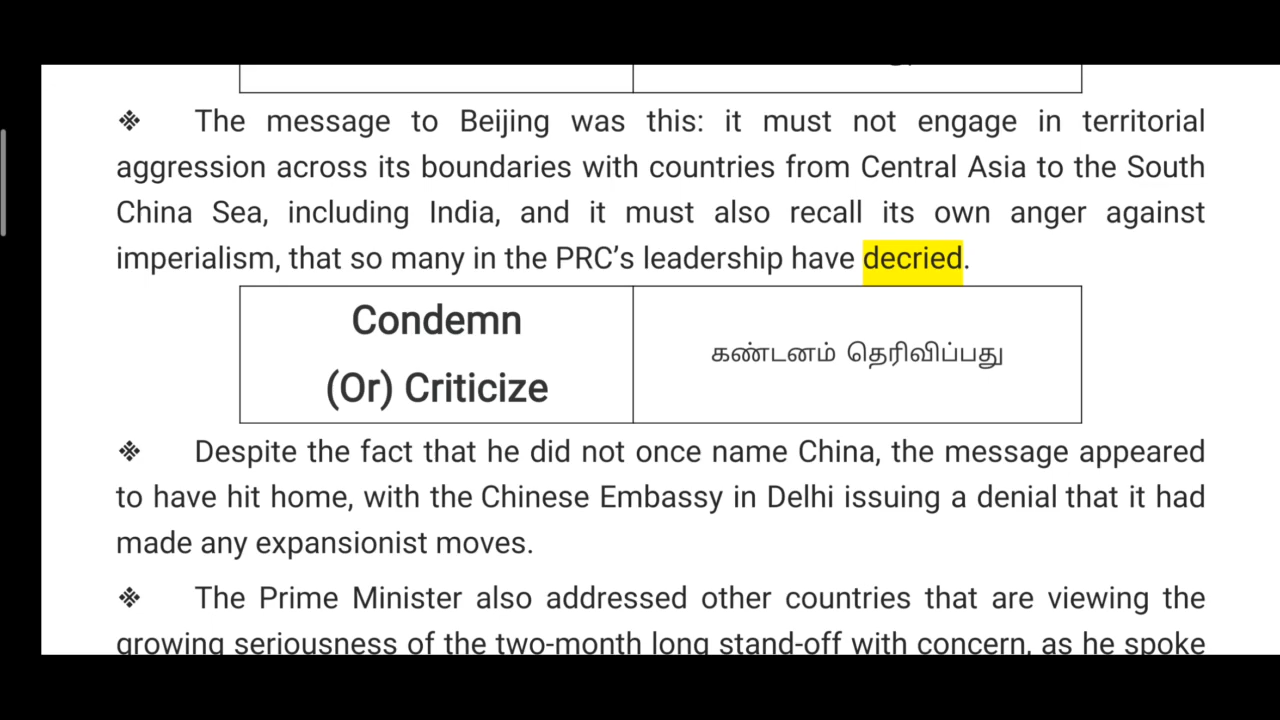 ❖ The message to Beijing was this: it must not engage in territorial
aggression across its boundaries with countries from Central Asia to the South
China Sea, including India, and it must also recall its own anger against
imperialism, that so many in the PRC’s leadership have decried.
Condemn
(Or) Criticize
கண்டனம் தெரிவிப்பது
❖ Despite the fact that he did not once name China, the message appeared
to have hit home, with the Chinese Embassy in Delhi issuing a denial that it had
made any expansionist moves.
❖ The Prime Minister also addressed other countries that are viewing the
growing seriousness of the two-month long stand-off with concern, as he spoke